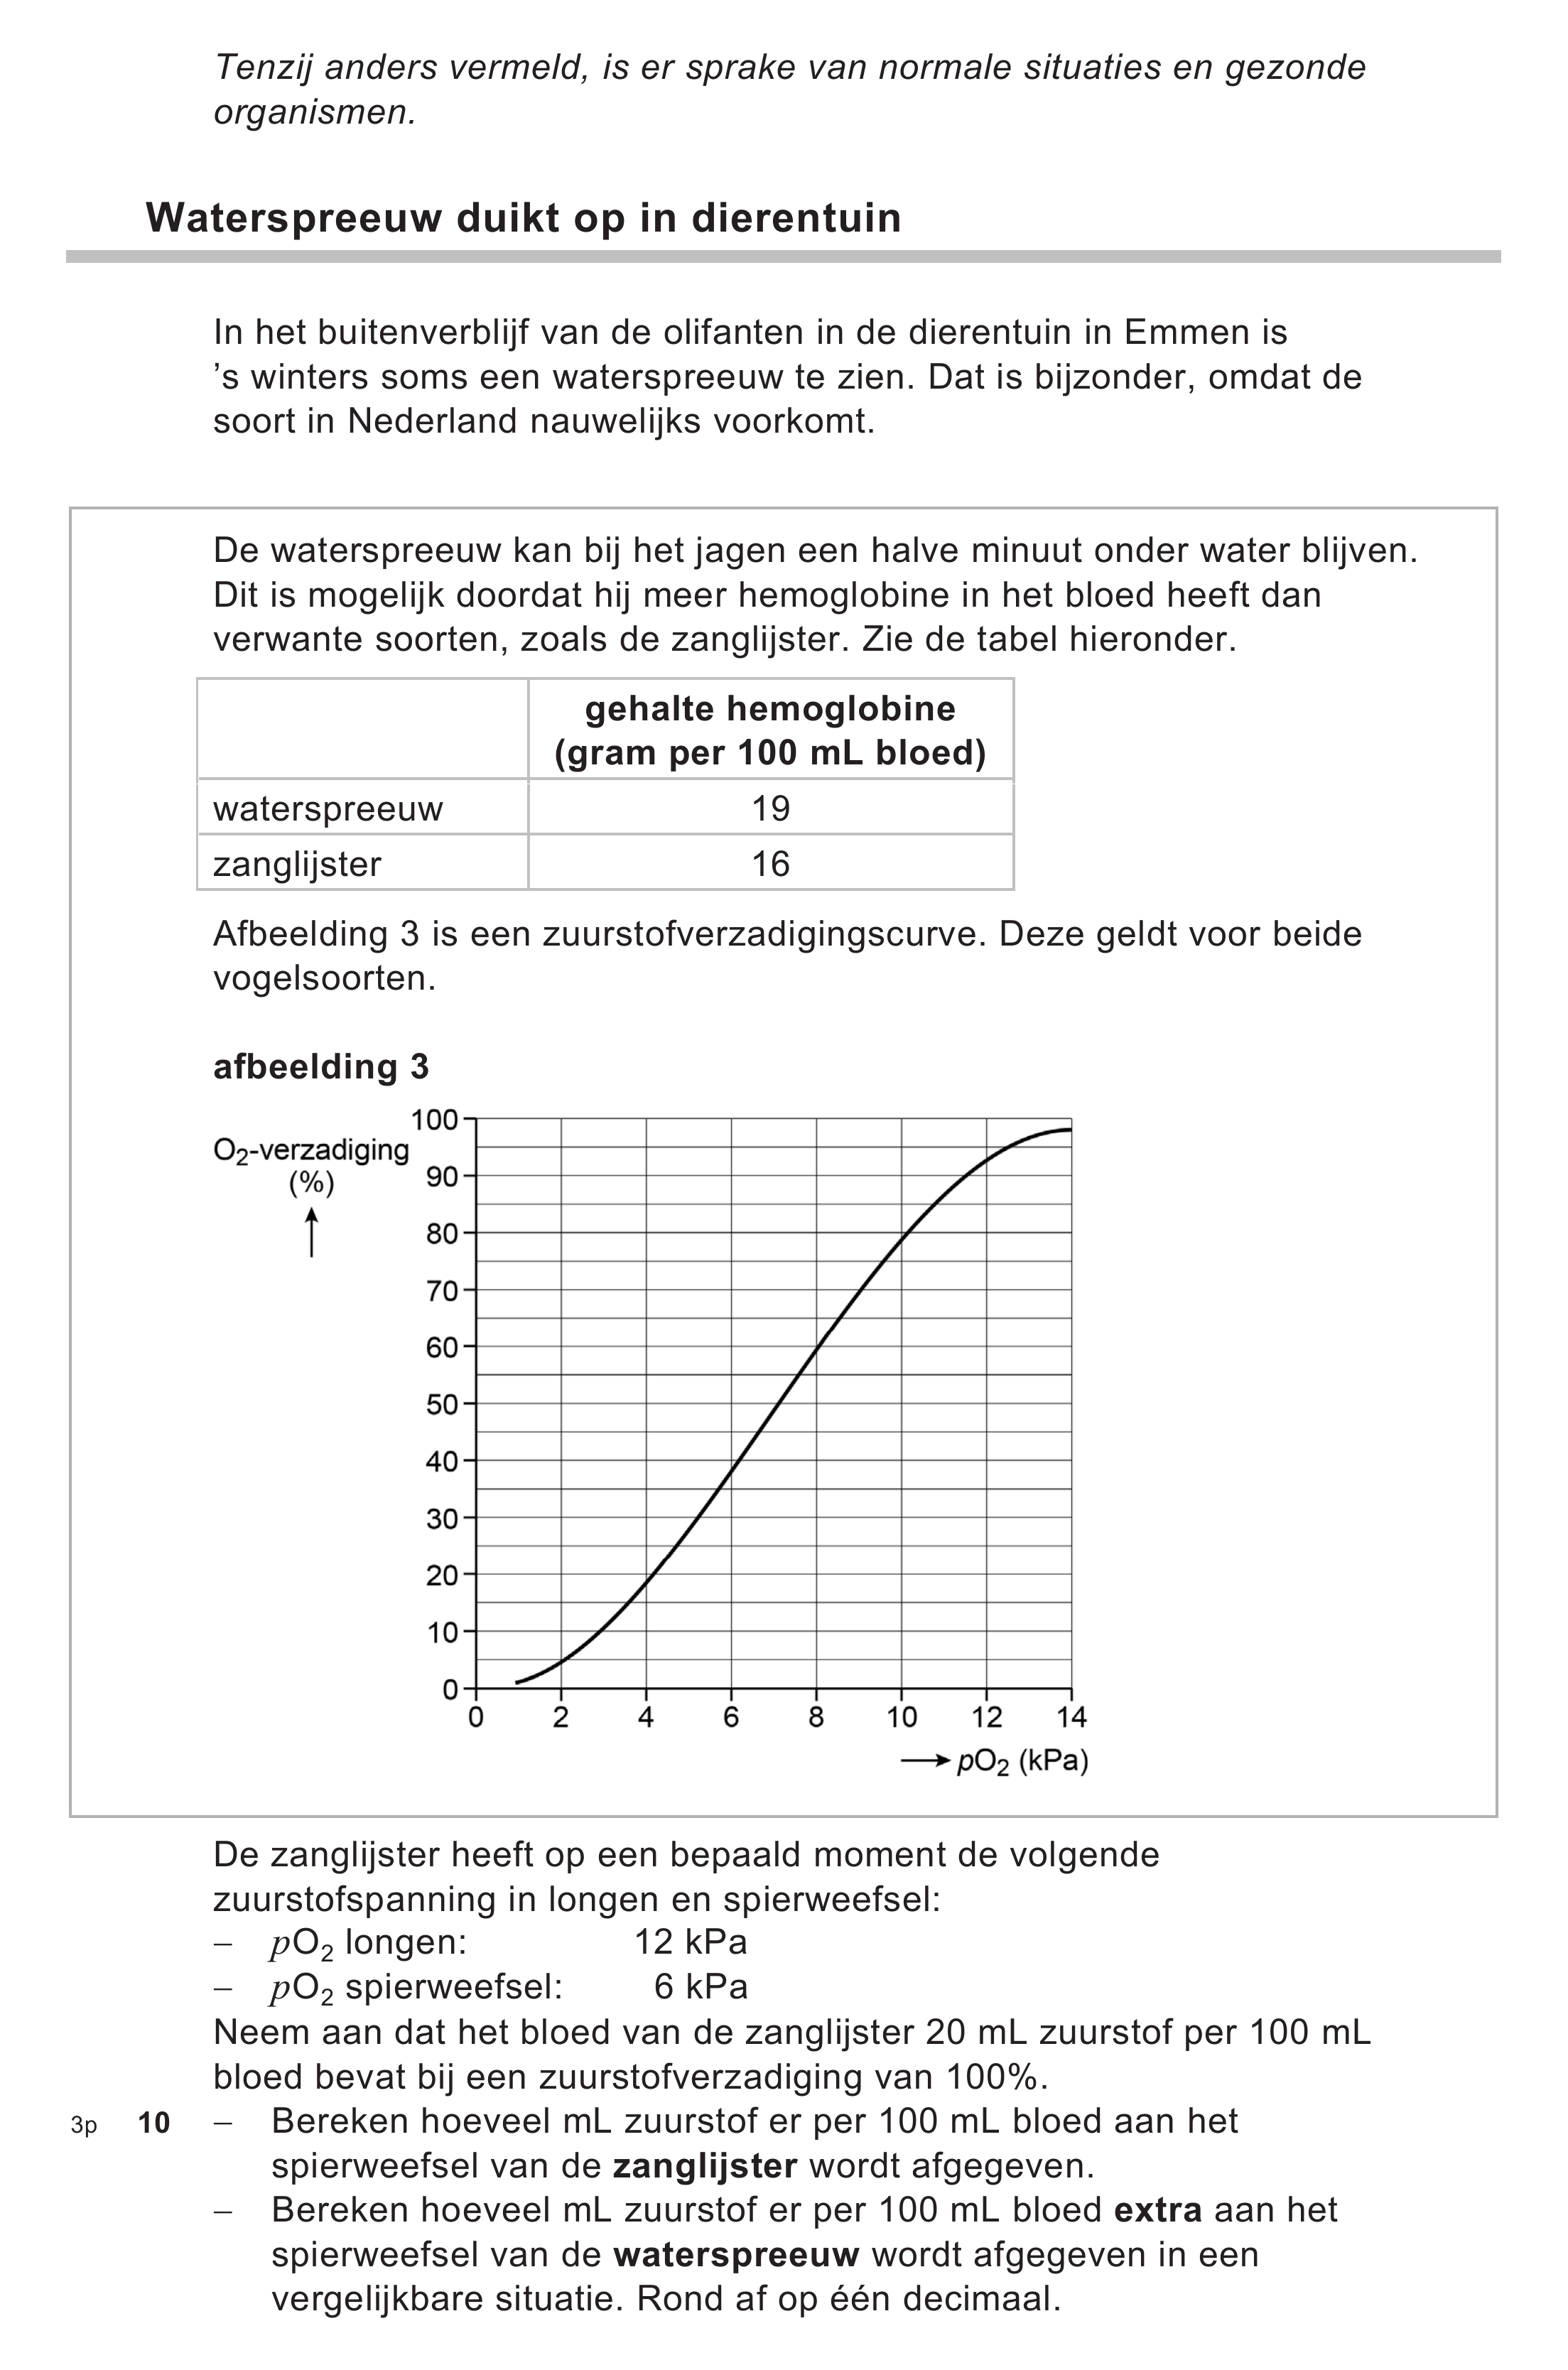 Tenzij anders vermeld, is er sprake van normale situaties en gezonde
organismen.
Waterspreeuw duikt op in dierentuin
In het buitenverblijf van de olifanten in de dierentuin in Emmen is
’s winters soms een waterspreeuw te zien. Dat is bijzonder, omdat de
soort in Nederland nauwelijks voorkomt.
De waterspreeuw kan bij het jagen een halve minuut onder water blijven.
Dit is mogelijk doordat hij meer hemoglobine in het bloed heeft dan
verwante soorten, zoals de zanglijster. Zie de tabel hieronder.
gehalte hemoglobine
(gram per 100 mL bloed)
waterspreeuw 19
zanglijster 16
Afbeelding 3 is een zuurstofverzadigingscurve. Deze geldt voor beide
vogelsoorten.
afbeelding 3
O2-verzadiging
(%)
100
90
80
70
60
50
40
30
20
10
0
0 2 4 6 8 10 12 14
pO2 (kPa)
De zanglijster heeft op een bepaald moment de volgende
zuurstofspanning in longen en spierweefsel:
– pO2 longen: 12 kPa
– pO2 spierweefsel: 6 kPa
Neem aan dat het bloed van de zanglijster 20 mL zuurstof per 100 mL
bloed bevat bij een zuurstofverzadiging van 100%.
3p 10 – Bereken hoeveel mL zuurstof er per 100 mL bloed aan het
spierweefsel van de zanglijster wordt afgegeven.
– Bereken hoeveel mL zuurstof er per 100 mL bloed extra aan het
spierweefsel van de waterspreeuw wordt afgegeven in een
vergelijkbare situatie. Rond af op één decimaal.